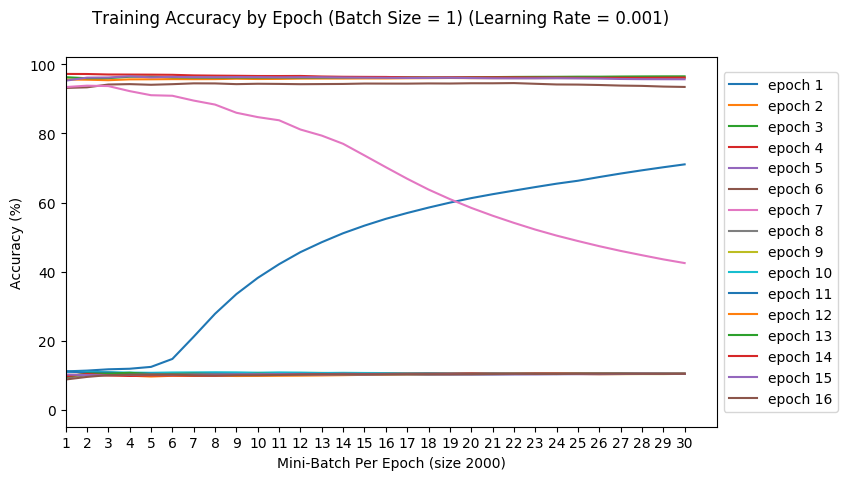 Training Accuracy by Epoch (Batch Size = 1) (Learning Rate = 0.001)
100
80
60
40
20
0
Accuracy (%)
1 2 3 4 5 6 7 8 9 10 11 12 13 14 15 16 17 18 19 20 21 22 23 24 25 26 27 28 29 30
Mini-Batch Per Epoch (size 2000)
epoch 1
epoch 2
epoch 3
epoch 4
epoch 5
epoch 6
epoch 7
epoch 8
epoch 9
epoch 10
epoch 11
epoch 12
epoch 13
epoch 14
epoch 15
epoch 16